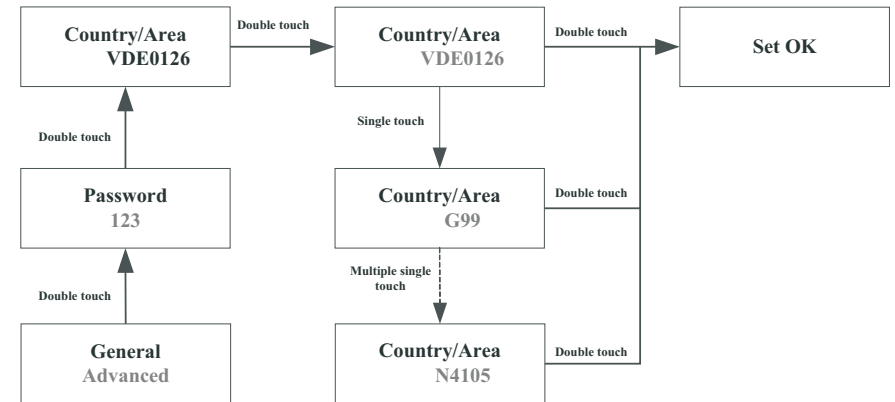 Country/Area
VDE0126
Double touch
Country/Area
VDE0126
Double touch
Set OK
Double touch
Single touch
Password
123
Country/Area
G99
Double touch
Double touch
Multiple single
touch
General
Advanced
Country/Area
N4105
Double touch